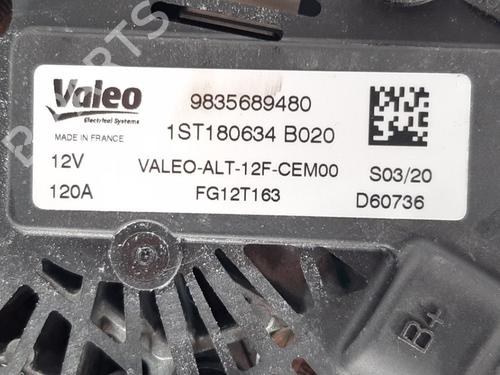 PARTS
Valeo
Electrical Systems
MADE IN FRANCE
9835689480
1ST180634 B020
12V VALEO-ALT-12F-CEM00 S03/20
120A FG12T163 D60736
B+